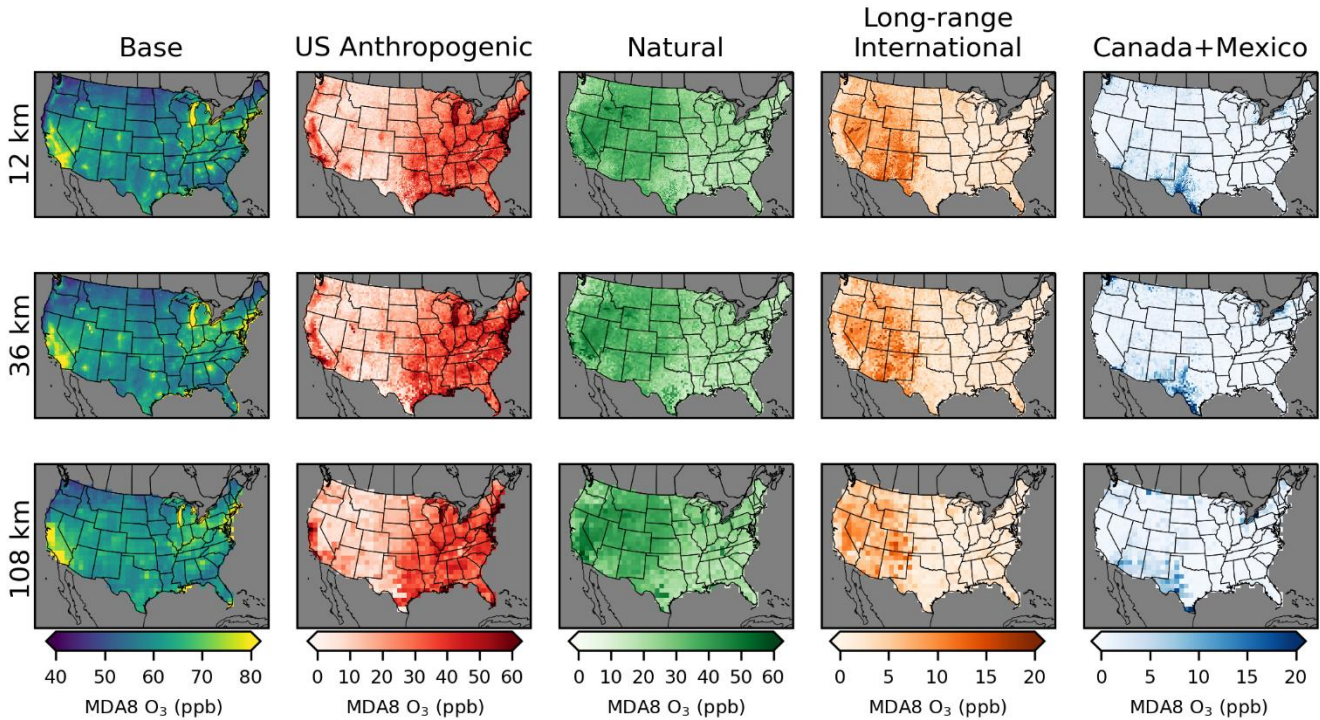 Base
US Anthropogenic
Natural
Long-range
International
Canada+Mexico
12 km
36 km
108 km
40 50 60 70 80
MDA8 O₃ (ppb)
0 10 20 30 40 50 60
MDA8 O₃ (ppb)
0 10 20 30 40 50 60
MDA8 O₃ (ppb)
0 5 10 15 20
MDA8 O₃ (ppb)
0 5 10 15 20
MDA8 O₃ (ppb)